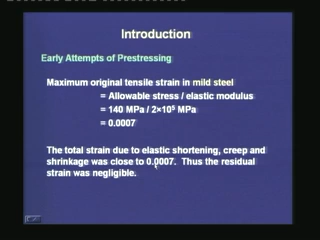 Introduction
Early Attempts of Prestressing
Maximum original tensile strain in mild steel
= Allowable stress / elastic modulus
= 140 MPa / 2×10⁵ MPa
= 0.0007
The total strain due to elastic shortening, creep and
shrinkage was close to 0.0007. Thus the residual
strain was negligible.